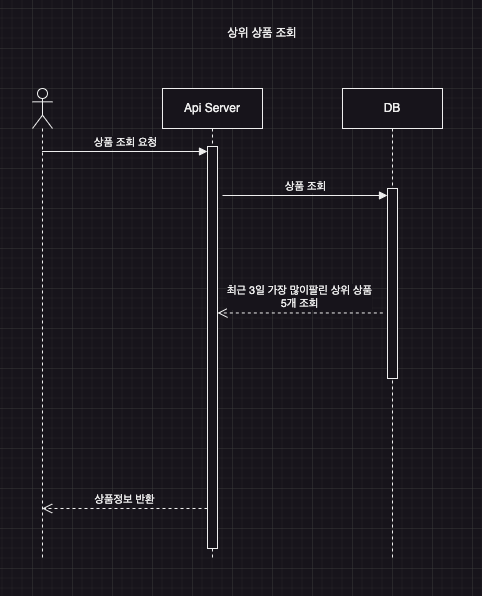 상위 상품 조회
Api Server
DB
상품 조회 요청
상품 조회
최근 3일 가장 많이팔린 상위 상품
5개 조회
상품정보 반환